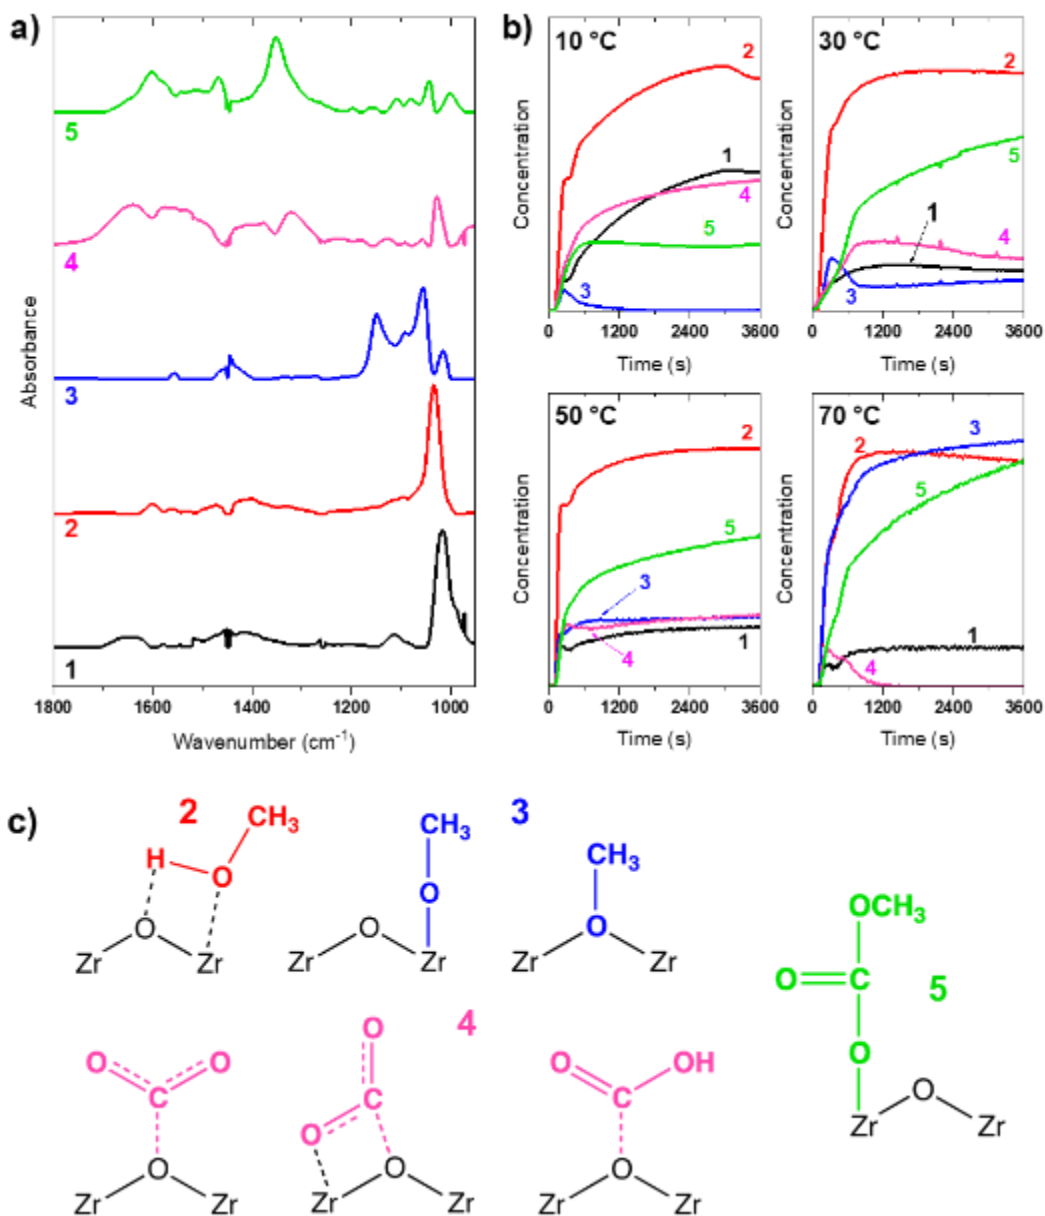 a)
5
4
3
2
1
Absorbance
1800 1600 1400 1200 1000
Wavenumber (cm⁻¹)
b)
10 °C
2
1
4
5
3
Concentration
0 1200 2400 3600
Time (s)
30 °C
2
5
1
4
3
Concentration
0 1200 2400 3600
Time (s)
50 °C
2
5
3
1
4
Concentration
0 1200 2400 3600
Time (s)
70 °C
2
3
5
1
4
Concentration
0 1200 2400 3600
Time (s)
c)
2
CH₃
H
O
O
Zr Zr
CH₃
O
O
Zr Zr
3
CH₃
O
Zr Zr
O O
C
O
Zr Zr
4
O
C
O
O
Zr Zr
O OH
C
O
Zr Zr
OCH₃
O C
5
O
O
Zr Zr